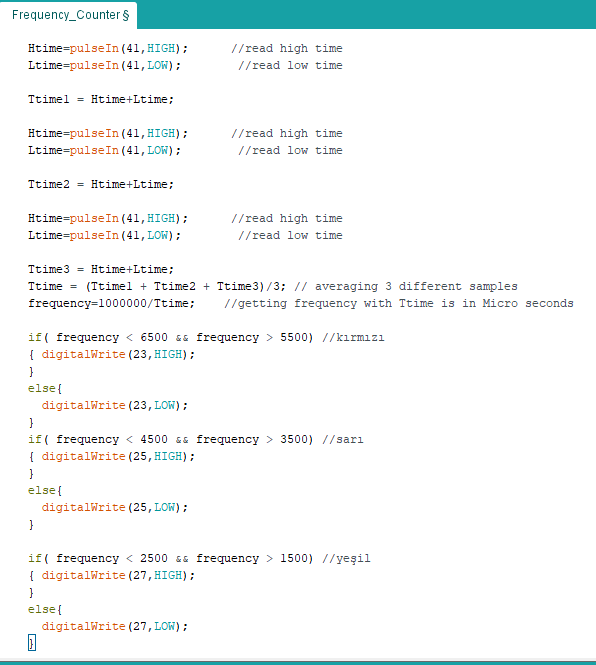 Frequency_Counter §
Htime=pulseIn(41,HIGH);      //read high time
Ltime=pulseIn(41,LOW);        //read low time
Ttime1 = Htime+Ltime;
Htime=pulseIn(41,HIGH);      //read high time
Ltime=pulseIn(41,LOW);        //read low time
Ttime2 = Htime+Ltime;
Htime=pulseIn(41,HIGH);      //read high time
Ltime=pulseIn(41,LOW);        //read low time
Ttime3 = Htime+Ltime;
Ttime = (Ttime1 + Ttime2 + Ttime3)/3; // averaging 3 different samples
frequency=1000000/Ttime;    //getting frequency with Ttime is in Micro seconds
if( frequency < 6500 && frequency > 5500) //kırmızı
{ digitalWrite(23,HIGH);
}
else{
  digitalWrite(23,LOW);
}
if( frequency < 4500 && frequency > 3500) //sarı
{ digitalWrite(25,HIGH);
}
else{
  digitalWrite(25,LOW);
}
if( frequency < 2500 && frequency > 1500) //yeşil
{ digitalWrite(27,HIGH);
}
else{
  digitalWrite(27,LOW);
}